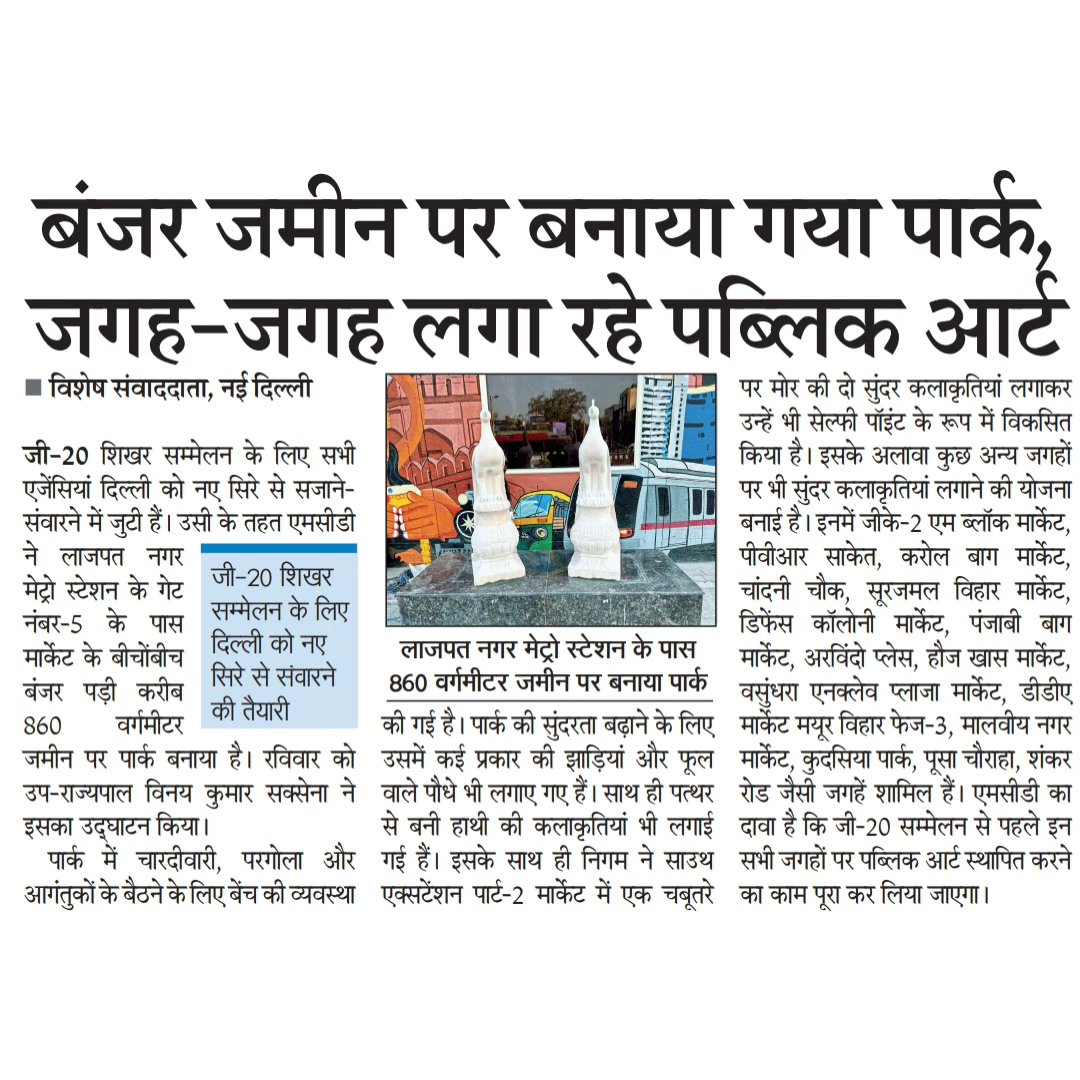 बंजर जमीन पर बनाया गया पार्क,
जगह-जगह लगा रहे पब्लिक आर्ट
■ विशेष संवाददाता, नई दिल्ली
जी-20 शिखर सम्मेलन के लिए सभी
एजेंसियां दिल्ली को नए सिरे से सजाने-
संवारने में जुटी हैं। उसी के तहत एमसीडी
ने लाजपत नगर
मेट्रो स्टेशन के गेट
नंबर-5 के पास
मार्केट के बीचोंबीच
बंजर पड़ी करीब
860 वर्गमीटर
जमीन पर पार्क बनाया है। रविवार को
उप-राज्यपाल विनय कुमार सक्सेना ने
इसका उद्घाटन किया।
पार्क में चारदीवारी, परगोला और
आगंतुकों के बैठने के लिए बेंच की व्यवस्था
जी-20 शिखर
सम्मेलन के लिए
दिल्ली को नए
सिरे से संवारने
की तैयारी
लाजपत नगर मेट्रो स्टेशन के पास
860 वर्गमीटर जमीन पर बनाया पार्क
की गई है। पार्क की सुंदरता बढ़ाने के लिए
उसमें कई प्रकार की झाड़ियां और फूल
वाले पौधे भी लगाए गए हैं। साथ ही पत्थर
से बनी हाथी की कलाकृतियां भी लगाई
गई हैं। इसके साथ ही निगम ने साउथ
एक्सटेंशन पार्ट-2 मार्केट में एक चबूतरे
पर मोर की दो सुंदर कलाकृतियां लगाकर
उन्हें भी सेल्फी पॉइंट के रूप में विकसित
किया है। इसके अलावा कुछ अन्य जगहों
पर भी सुंदर कलाकृतियां लगाने की योजना
बनाई है। इनमें जीके-2 एम ब्लॉक मार्केट,
पीवीआर साकेत, करोल बाग मार्केट,
चांदनी चौक, सूरजमल विहार मार्केट,
डिफेंस कॉलोनी मार्केट, पंजाबी बाग
मार्केट, अरविंदो प्लेस, हौज खास मार्केट,
वसुंधरा एनक्लेव प्लाजा मार्केट, डीडीए
मार्केट मयूर विहार फेज-3, मालवीय नगर
मार्केट, कुदसिया पार्क, पूसा चौराहा, शंकर
रोड जैसी जगहें शामिल हैं। एमसीडी का
दावा है कि जी-20 सम्मेलन से पहले इन
सभी जगहों पर पब्लिक आर्ट स्थापित करने
का काम पूरा कर लिया जाएगा।